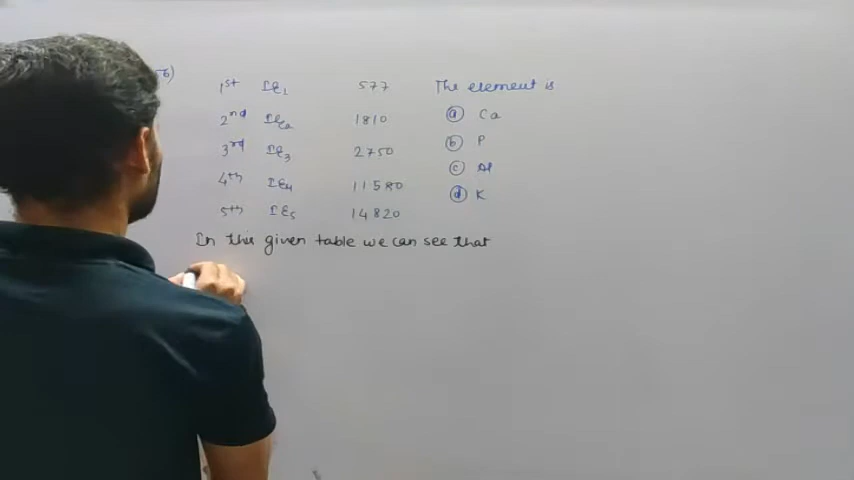 1st IE1 577 The element is
2nd IE2 1810 (a) Ca
3rd IE3 2750 (b) P
4th IE4 11580 (c) Al
5th IE5 14820 (d) K
In this given table we can see that